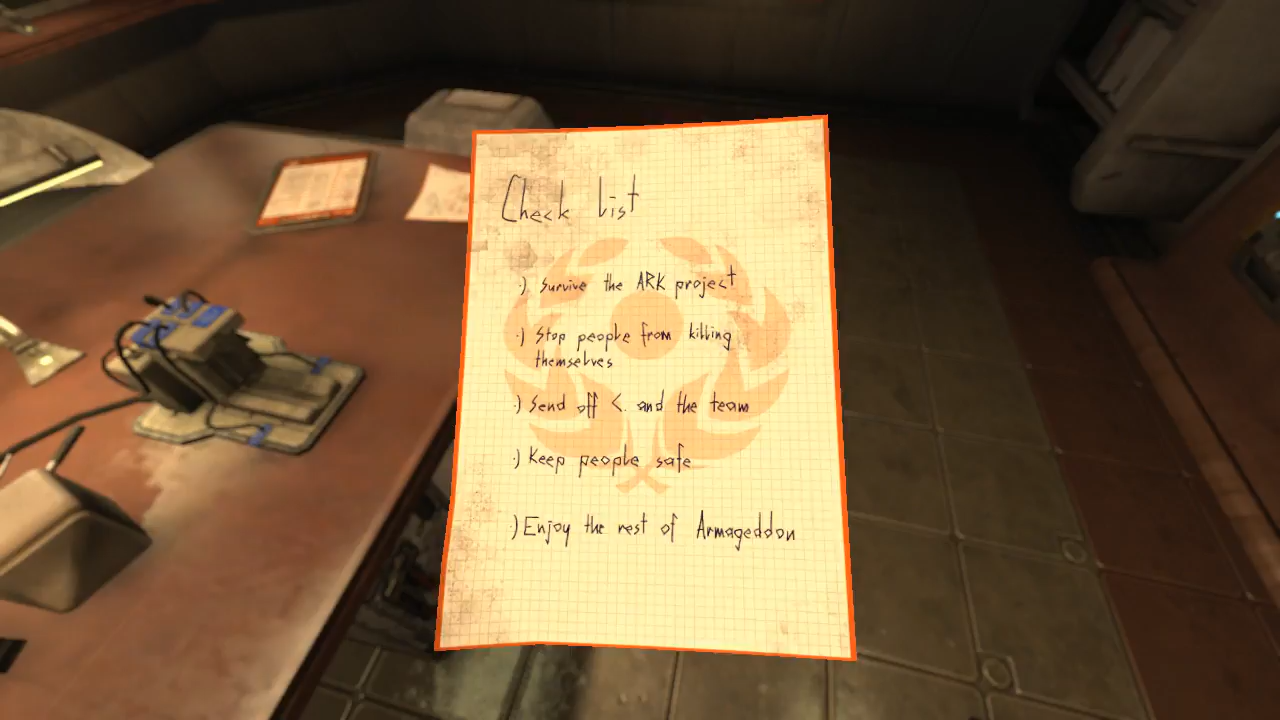 Check list
·) Survive the ARK project
·) Stop people from killing
themselves
·) Send off C. and the team
·) Keep people safe
·) Enjoy the rest of Armageddon